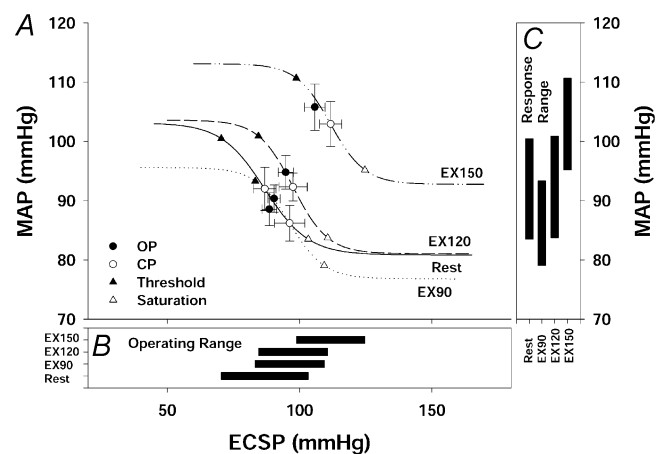 A
120
110
100
90
80
70
MAP (mmHg)
EX150
EX120
Rest
EX90
OP
CP
Threshold
Saturation
B
Operating Range
EX150
EX120
EX90
Rest
50
100
150
ECSP (mmHg)
C
Response
Range
120
110
100
90
80
70
MAP (mmHg)
Rest
EX90
EX120
EX150